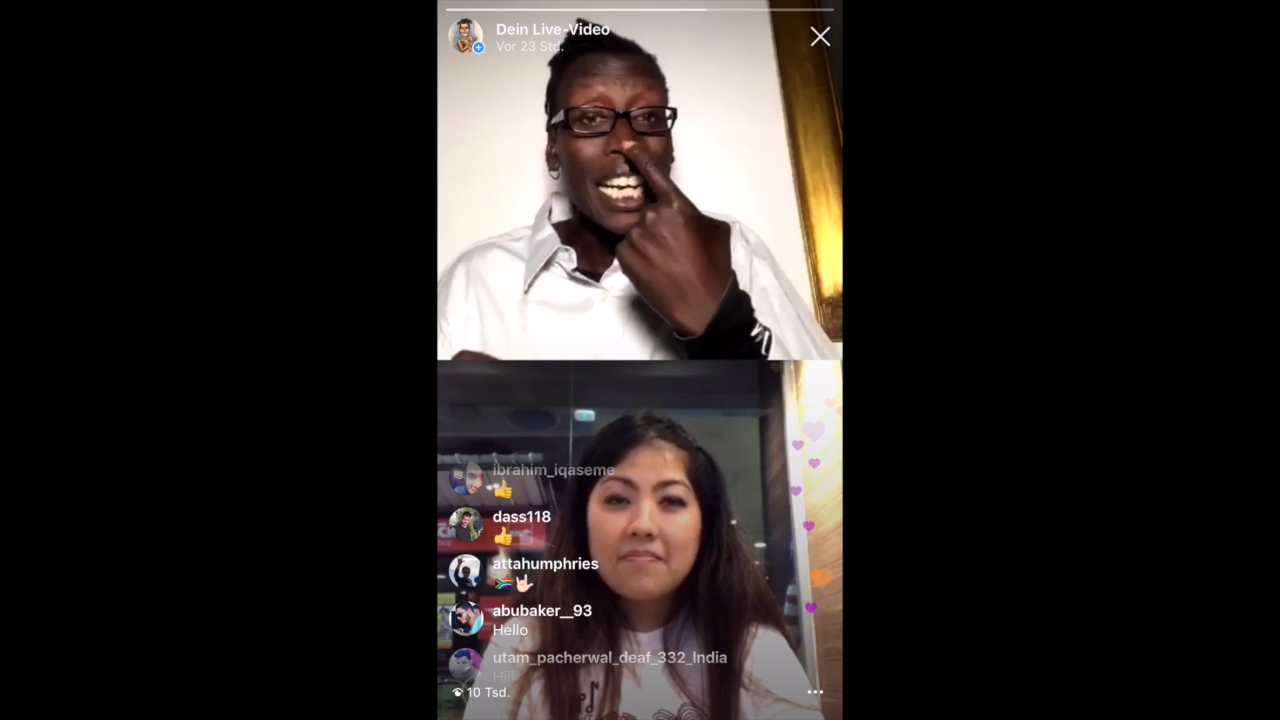 Dein Live-Video
Vor 23 Std.
ibrahim_iqaseme
👍
dass118
👍
attahumphries
🇿🇦🤟🏻
abubaker__93
Hello
utam_pacherwal_deaf_332_India
10 Tsd.